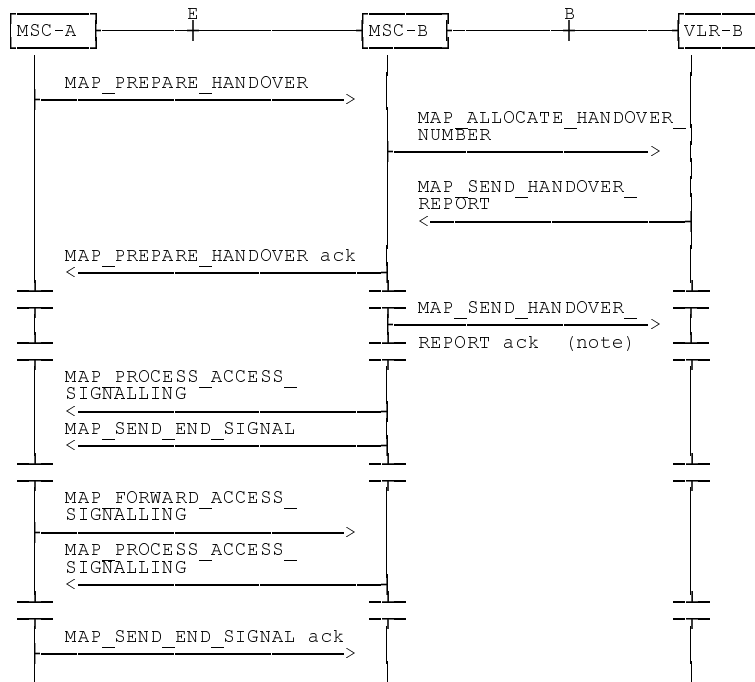 E B
MSC-A MSC-B VLR-B
MAP_PREPARE_HANDOVER
MAP_ALLOCATE_HANDOVER_
NUMBER
MAP_SEND_HANDOVER_
REPORT
MAP_PREPARE_HANDOVER ack
MAP_SEND_HANDOVER_
REPORT ack (note)
MAP_PROCESS_ACCESS_
SIGNALLING
MAP_SEND_END_SIGNAL
MAP_FORWARD_ACCESS_
SIGNALLING
MAP_PROCESS_ACCESS_
SIGNALLING
MAP_SEND_END_SIGNAL ack